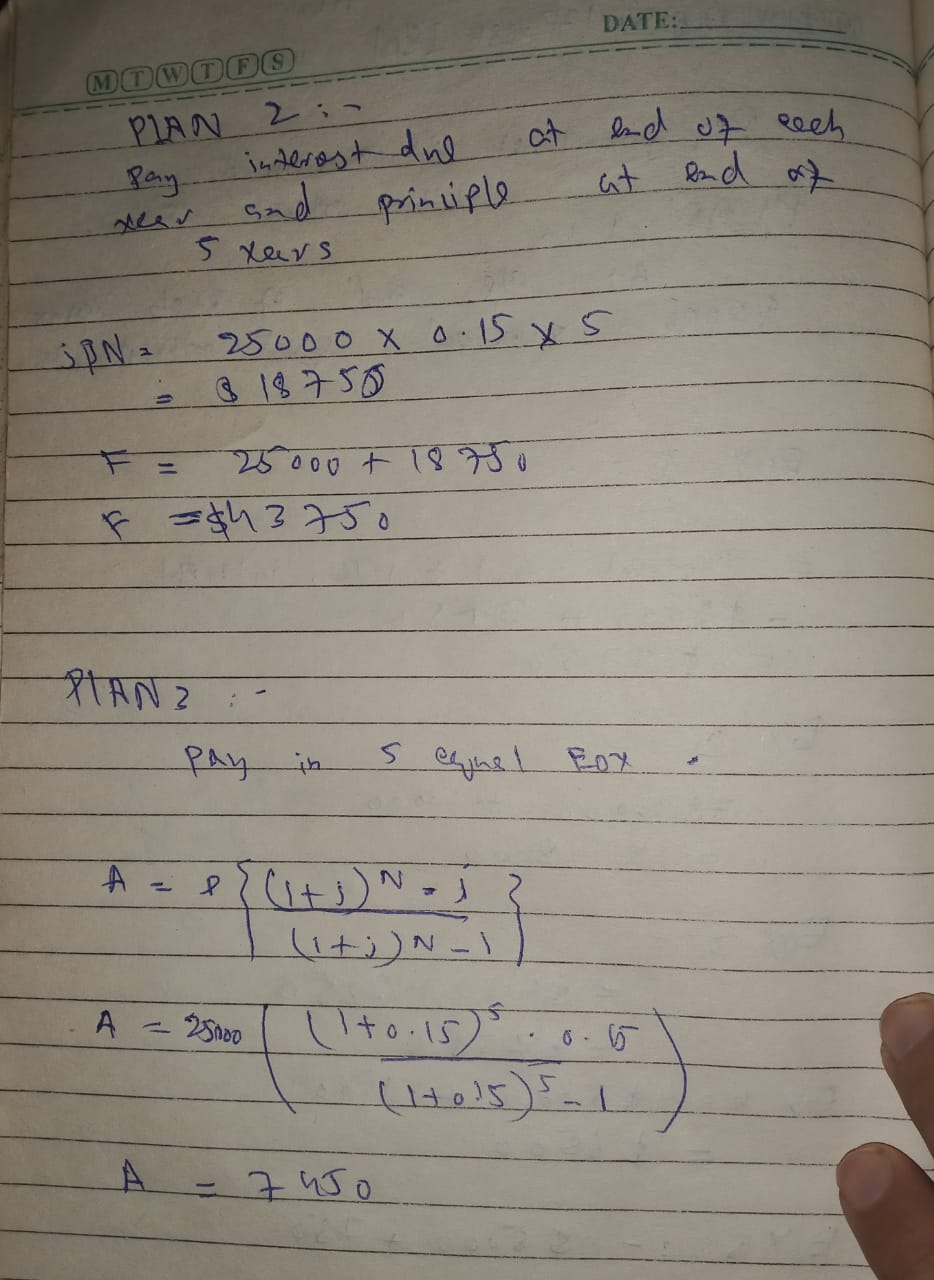 DATE:
M T W T F S
PLAN 2 :-
Pay interest due at end of each
year and principle at end of
5 years
iPN = 25000 x 0.15 x 5
= $ 18750
F = 25000 + 18750
F = $43750
PLAN 3 :-
Pay in 5 equal EOY .
A = P { (1+i)^N . i
(1+i)N - 1 }
A = 25000 ( (1+0.15)^5 . 0.15
(1+0.15)^5 - 1 )
A = 7450